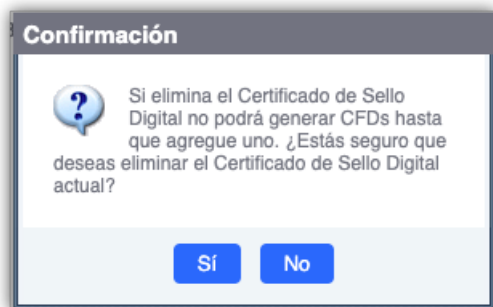 Confirmación
Si elimina el Certificado de Sello
Digital no podrá generar CFDs hasta
que agregue uno. ¿Estás seguro que
deseas eliminar el Certificado de Sello Digital
actual?
Sí
No